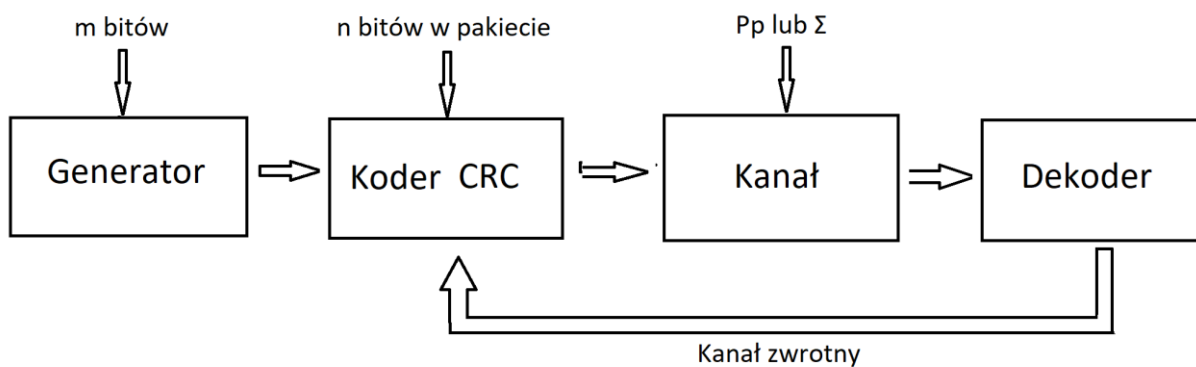 m bitów
n bitów w pakiecie
Pp lub Σ
Generator
Koder CRC
Kanał
Dekoder
Kanał zwrotny